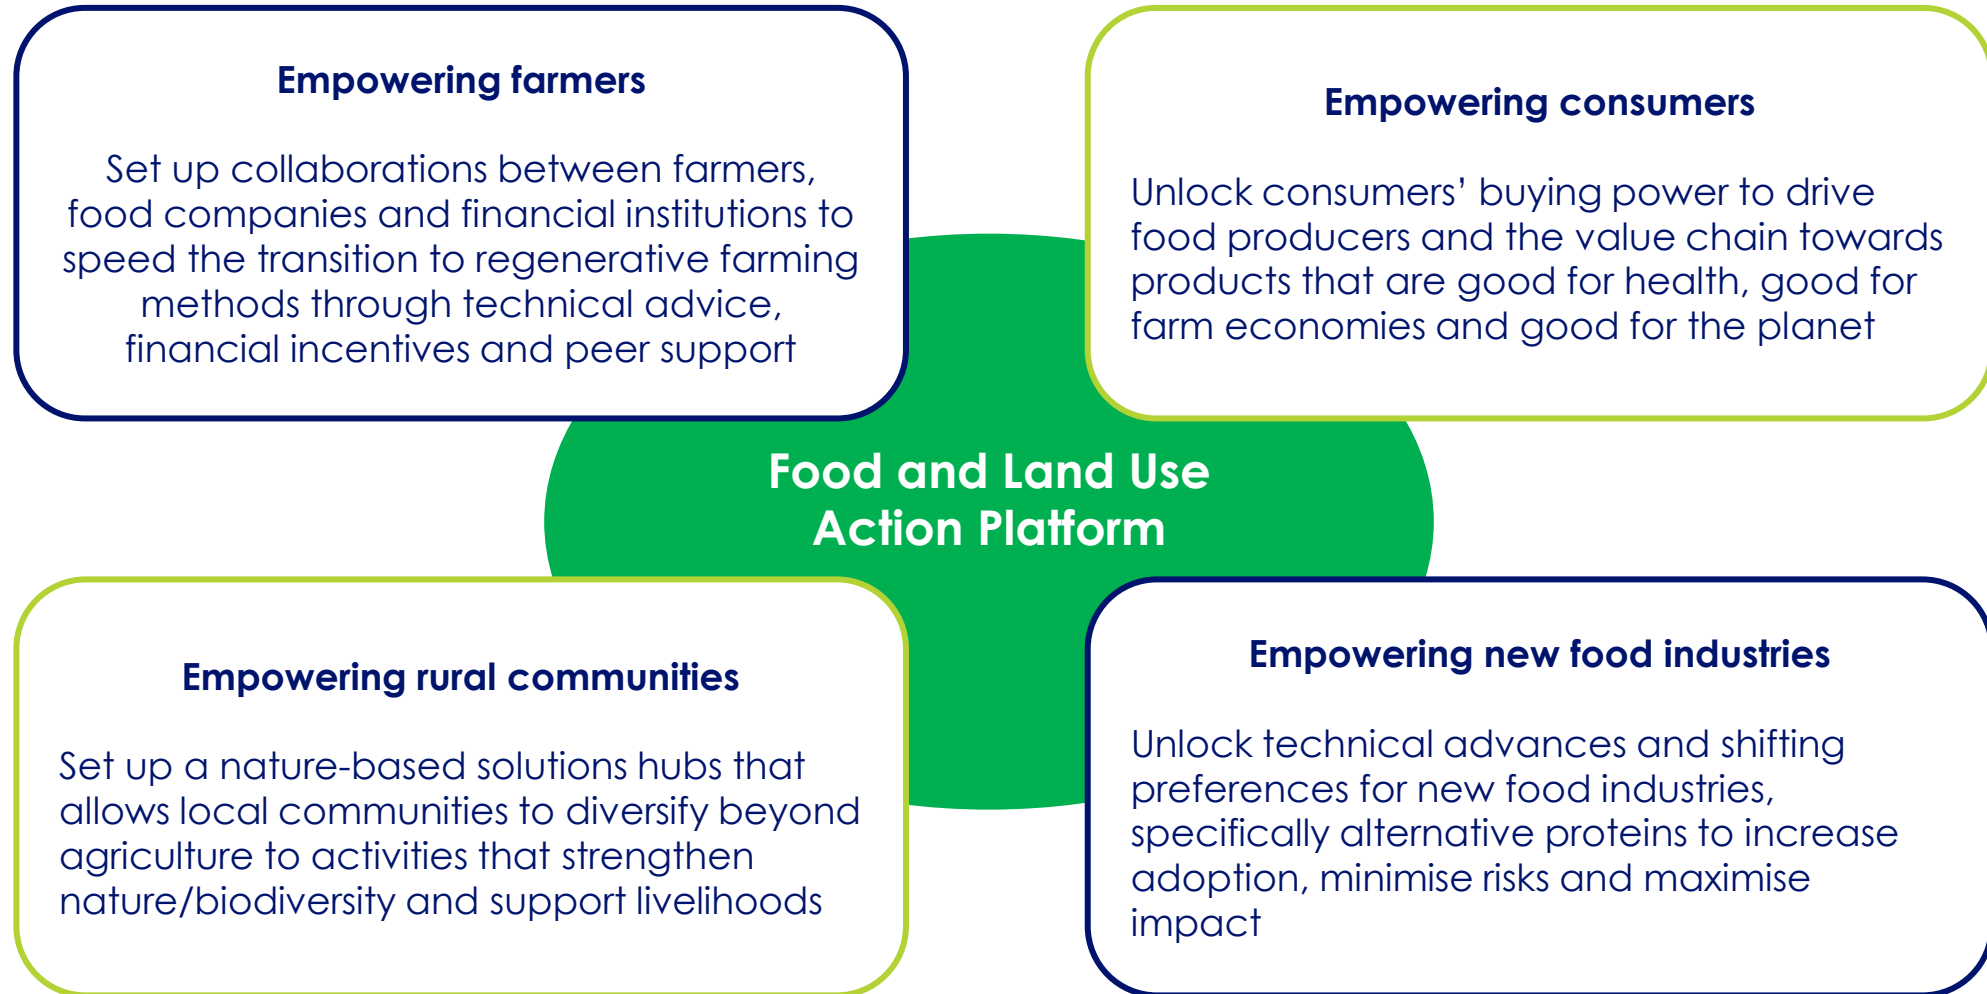 Empowering farmers
Set up collaborations between farmers,
food companies and financial institutions to
speed the transition to regenerative farming
methods through technical advice,
financial incentives and peer support
Empowering consumers
Unlock consumers’ buying power to drive
food producers and the value chain towards
products that are good for health, good for
farm economies and good for the planet
Food and Land Use
Action Platform
Empowering rural communities
Set up a nature-based solutions hubs that
allows local communities to diversify beyond
agriculture to activities that strengthen
nature/biodiversity and support livelihoods
Empowering new food industries
Unlock technical advances and shifting
preferences for new food industries,
specifically alternative proteins to increase
adoption, minimise risks and maximise
impact